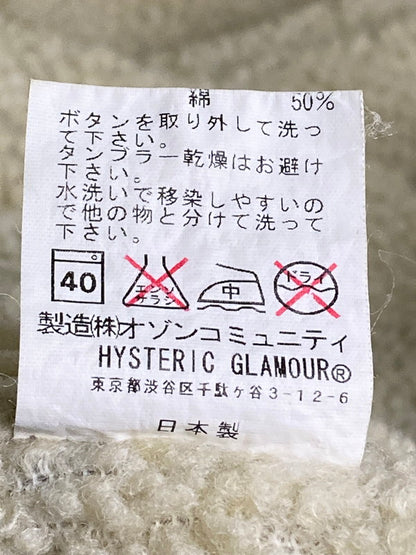 綿 50%
ボタンを取り外して洗っ
て下さい。
タンブラー乾燥はお避け
下さい。
水洗いで移染しやすいの
で他の物と分けて洗って
下さい。
40 エンソ サラシ 中 ドライ
製造(株)オゾンコミュニティ
HYSTERIC GLAMOUR®
東京都渋谷区千駄ヶ谷3-12-6
日本製